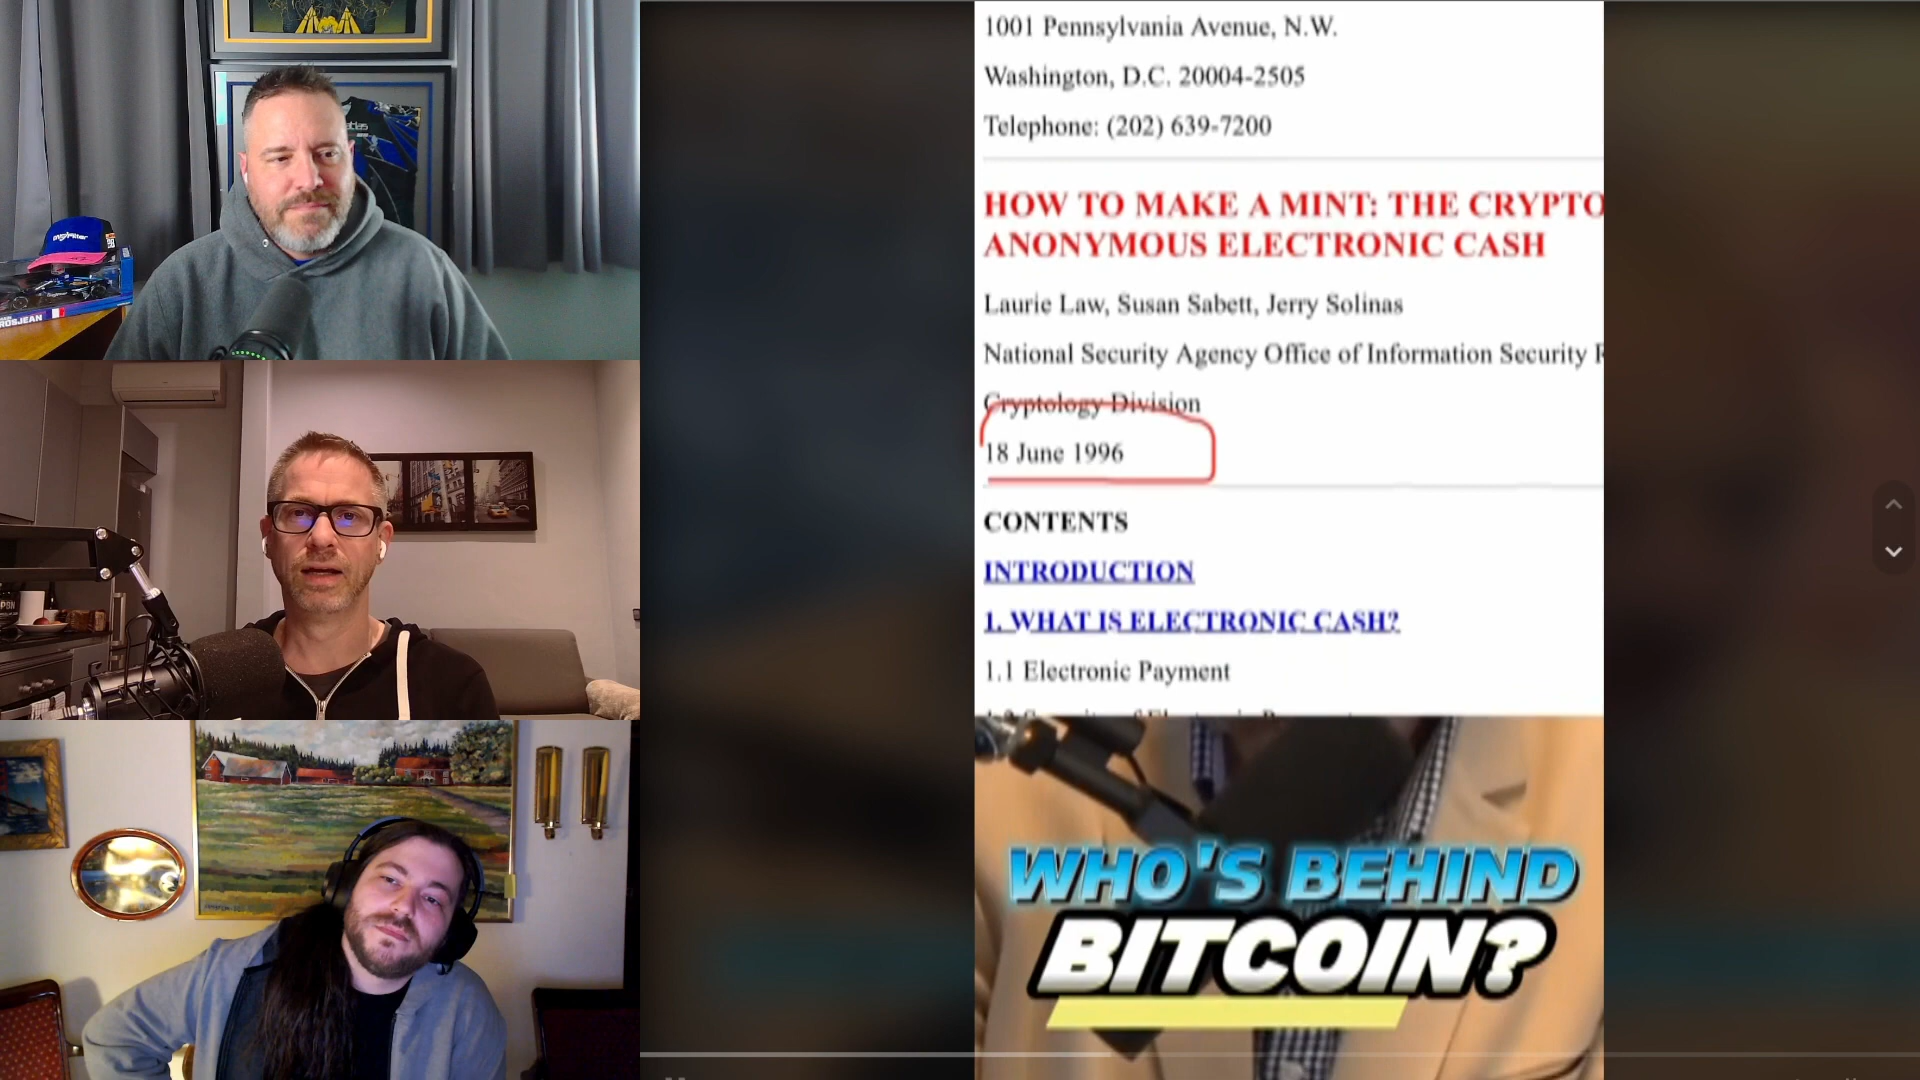 1001 Pennsylvania Avenue, N.W.
Washington, D.C. 20004-2505
Telephone: (202) 639-7200
HOW TO MAKE A MINT: THE CRYPTO
ANONYMOUS ELECTRONIC CASH
Laurie Law, Susan Sabett, Jerry Solinas
National Security Agency Office of Information Security
Cryptology Division
18 June 1996
CONTENTS
INTRODUCTION
1. WHAT IS ELECTRONIC CASH?
1.1 Electronic Payment
WHO'S BEHIND
BITCOIN?